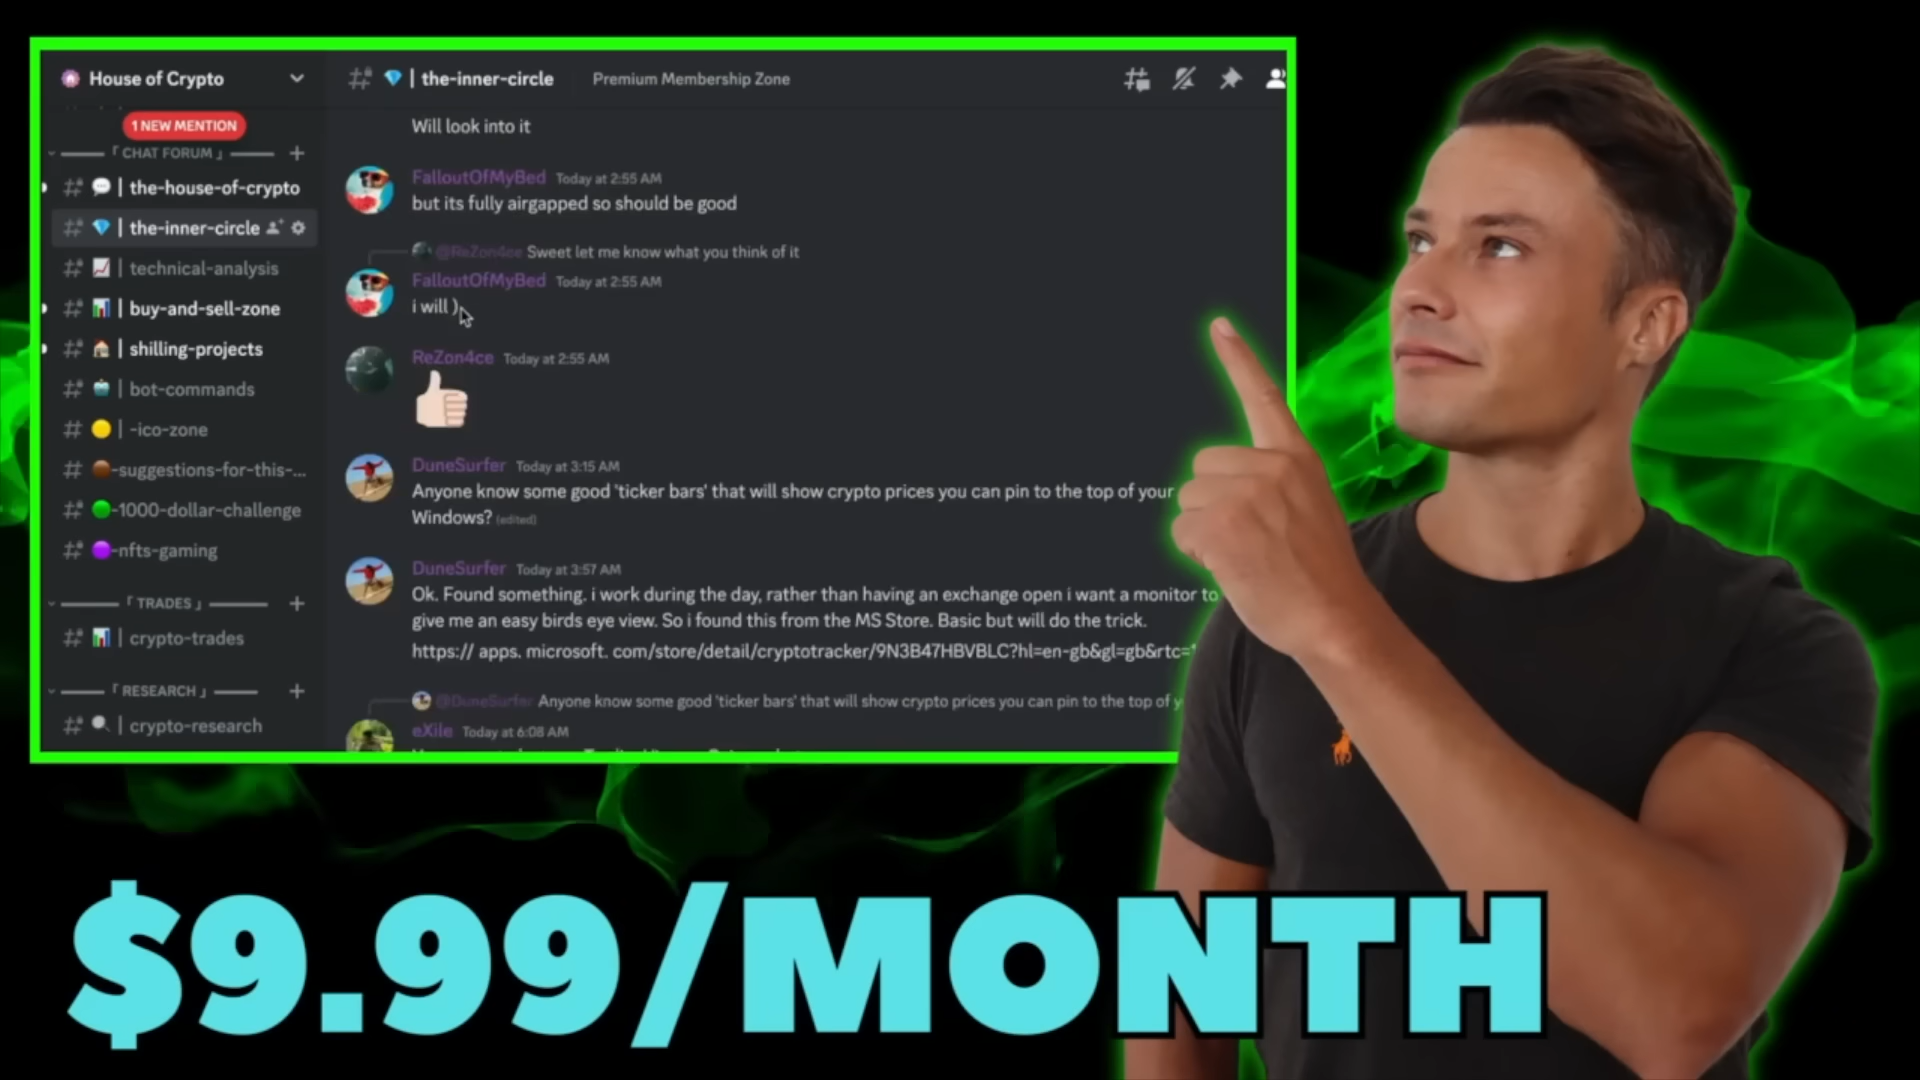 House of Crypto
1 NEW MENTION
「 CHAT FORUM 」
the-house-of-crypto
the-inner-circle
technical-analysis
buy-and-sell-zone
shilling-projects
bot-commands
-ico-zone
-suggestions-for-this-...
-1000-dollar-challenge
-nfts-gaming
「 TRADES 」
crypto-trades
「 RESEARCH 」
crypto-research
| the-inner-circle Premium Membership Zone
Will look into it
FalloutOfMyBed Today at 2:55 AM
but its fully airgapped so should be good
@ReZon4ce Sweet let me know what you think of it
FalloutOfMyBed Today at 2:55 AM
i will )
ReZon4ce Today at 2:55 AM
DuneSurfer Today at 3:15 AM
Anyone know some good 'ticker bars' that will show crypto prices you can pin to the top of your
Windows? (edited)
DuneSurfer Today at 3:57 AM
Ok. Found something. i work during the day, rather than having an exchange open i want a monitor to
give me an easy birds eye view. So i found this from the MS Store. Basic but will do the trick.
https:// apps. microsoft. com/store/detail/cryptotracker/9N3B47HBVBLC?hl=en-gb&gl=gb&rtc=
@DuneSurfer Anyone know some good 'ticker bars' that will show crypto prices you can pin to the top of y
eXile Today at 6:08 AM
$9.99/MONTH